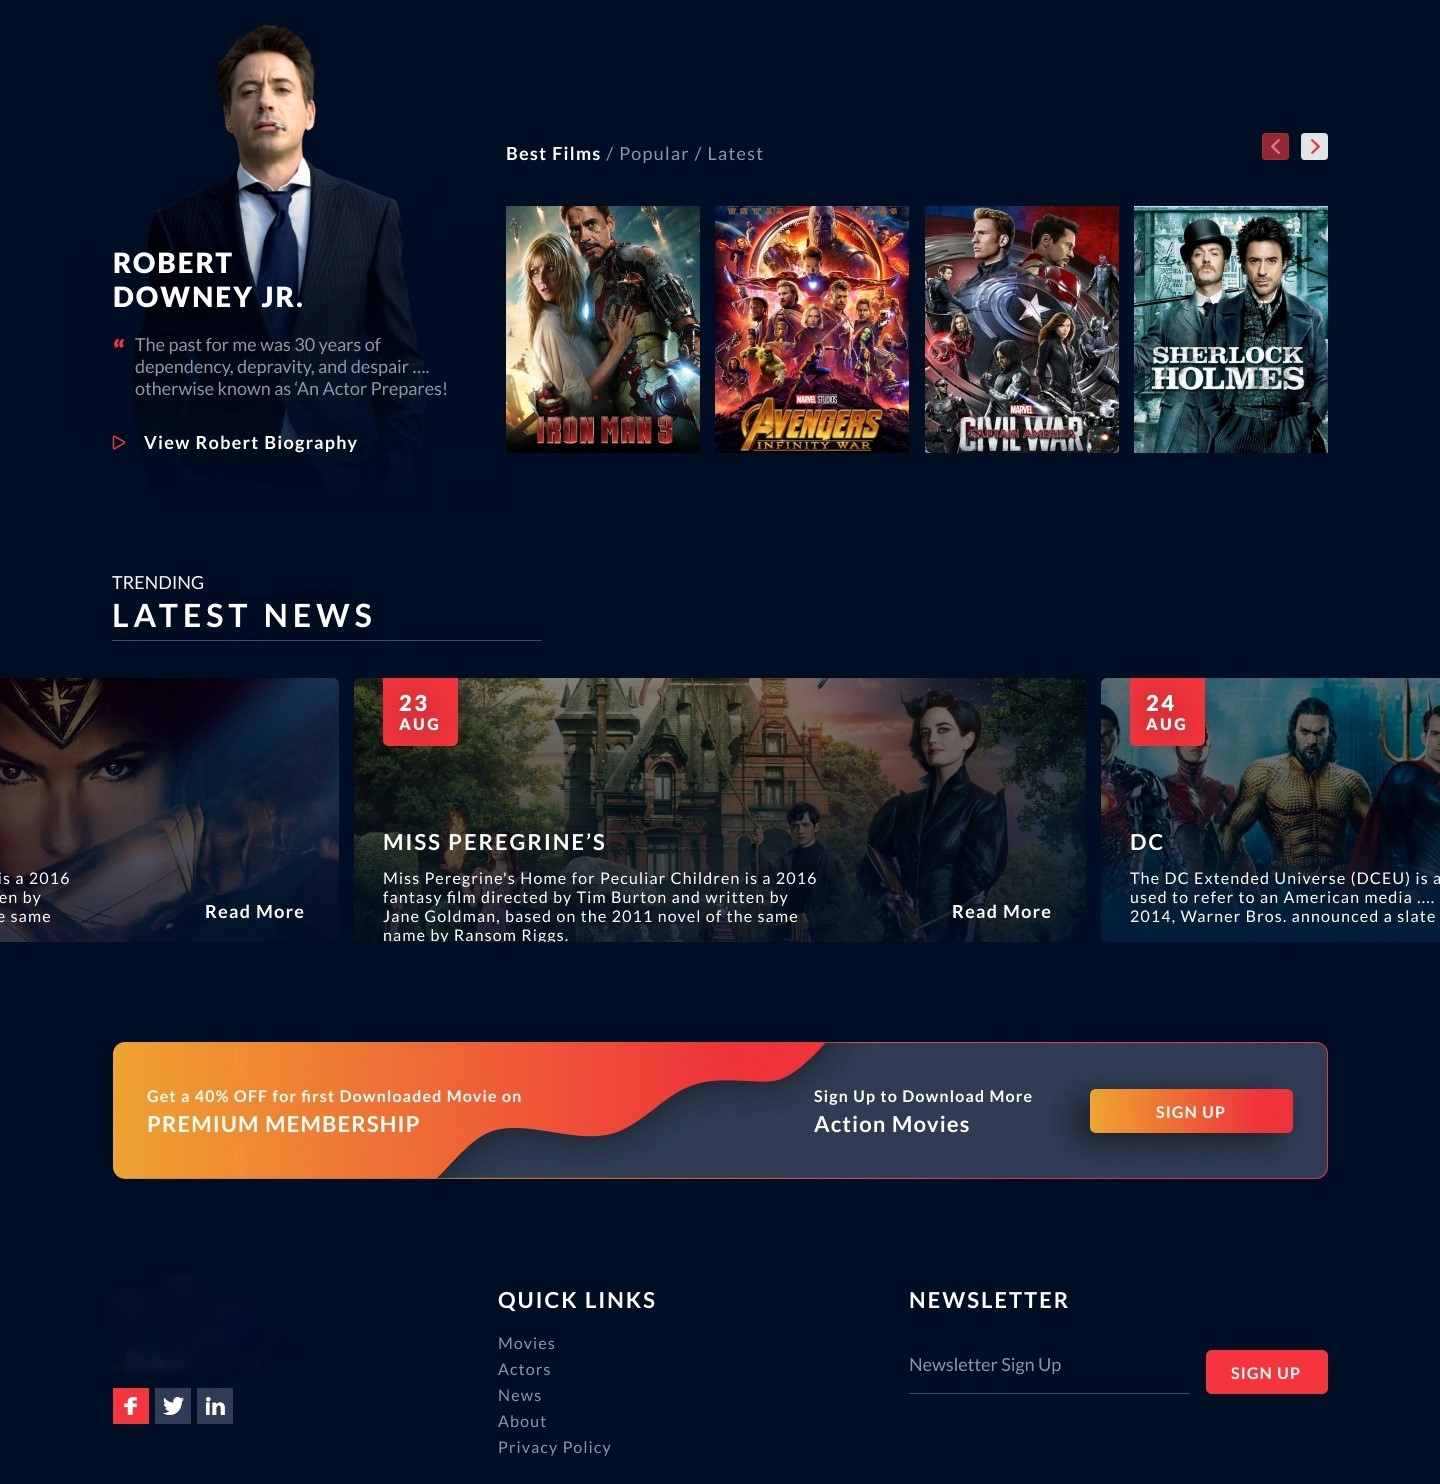 Best Films / Popular / Latest
ROBERT
DOWNEY JR.
“ The past for me was 30 years of
dependency, depravity, and despair ....
otherwise known as ‘An Actor Prepares!
View Robert Biography
IRON MAN 3
MARVEL STUDIOS
AVENGERS
INFINITY WAR
MARVEL
CAPTAIN AMERICA
CIVIL WAR
SHERLOCK
HOLMES
TRENDING
LATEST NEWS
is a 2016
en by
e same
Read More
23
AUG
MISS PEREGRINE’S
Miss Peregrine's Home for Peculiar Children is a 2016
fantasy film directed by Tim Burton and written by
Jane Goldman, based on the 2011 novel of the same
name by Ransom Riggs.
Read More
24
AUG
DC
The DC Extended Universe (DCEU) is a
used to refer to an American media ....
2014, Warner Bros. announced a slate
Get a 40% OFF for first Downloaded Movie on
PREMIUM MEMBERSHIP
Sign Up to Download More
Action Movies
SIGN UP
QUICK LINKS
Movies
Actors
News
About
Privacy Policy
NEWSLETTER
Newsletter Sign Up
SIGN UP
f
in